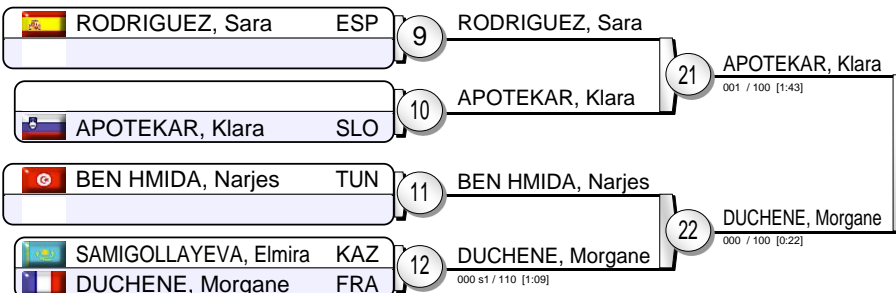 RODRIGUEZ, Sara ESP
9
RODRIGUEZ, Sara
21
APOTEKAR, Klara
001 / 100 [1:43]
10
APOTEKAR, Klara
APOTEKAR, Klara SLO
BEN HMIDA, Narjes TUN
11
BEN HMIDA, Narjes
22
DUCHENE, Morgane
000 / 100 [0:22]
SAMIGOLLAYEVA, Elmira KAZ
12
DUCHENE, Morgane
000 s1 / 110 [1:09]
DUCHENE, Morgane FRA